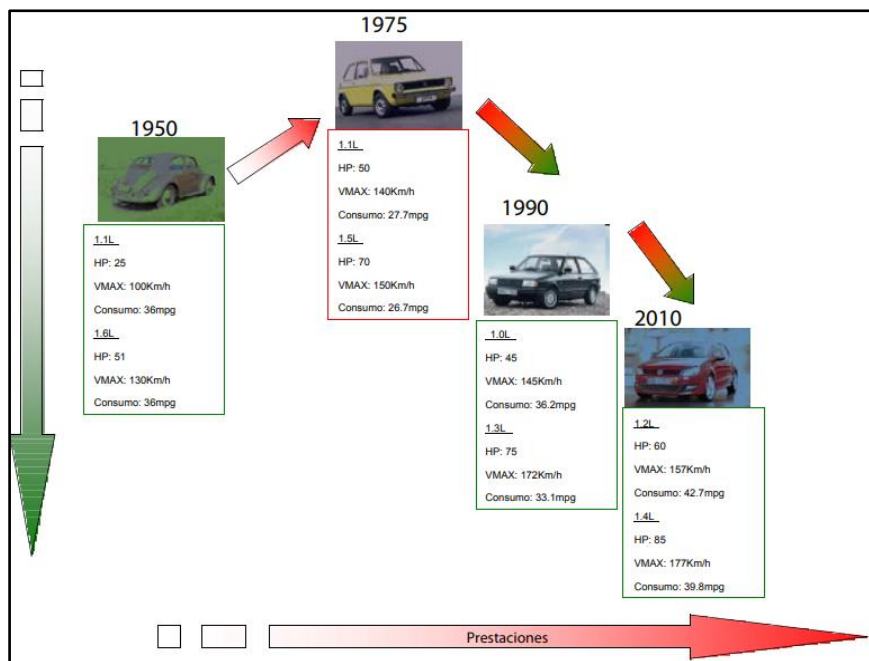 1950
1.1L
HP: 25
VMAX: 100Km/h
Consumo: 36mpg
1.6L
HP: 51
VMAX: 130Km/h
Consumo: 36mpg
1975
1.1L
HP: 50
VMAX: 140Km/h
Consumo: 27.7mpg
1.5L
HP: 70
VMAX: 150Km/h
Consumo: 26.7mpg
1990
1.0L
HP: 45
VMAX: 145Km/h
Consumo: 36.2mpg
1.3L
HP: 75
VMAX: 172Km/h
Consumo: 33.1mpg
2010
1.2L
HP: 60
VMAX: 157Km/h
Consumo: 42.7mpg
1.4L
HP: 85
VMAX: 177Km/h
Consumo: 39.8mpg
Prestaciones